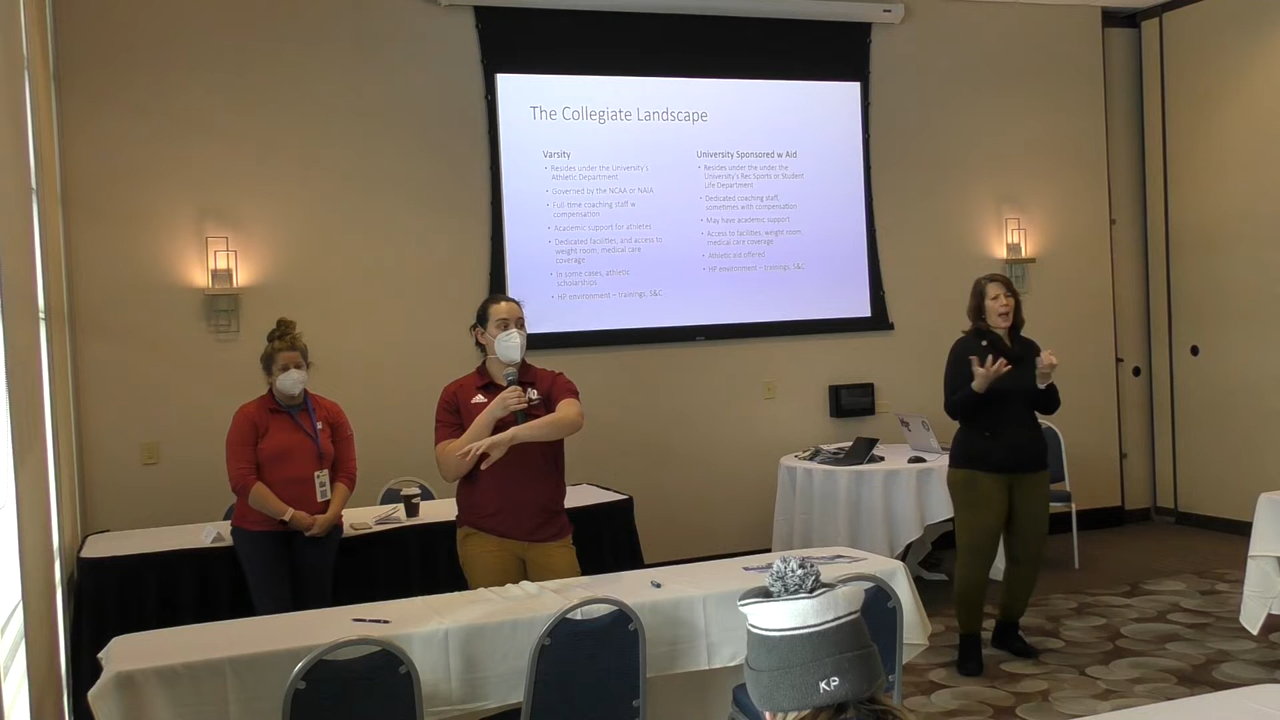 The Collegiate Landscape
Varsity
• Resides under the University's
Athletic Department
• Governed by the NCAA or NAIA
• Full-time coaching staff w
compensation
• Academic support for athletes
• Dedicated facilities, and access to
weight room, medical care
coverage
• In some cases, athletic
scholarships
• HP environment – trainings, S&C
University Sponsored w Aid
• Resides under the under the
University's Rec Sports or Student
Life Department
• Dedicated coaching staff,
sometimes with compensation
• May have academic support
• Access to facilities, weight room,
medical care coverage
• Athletic aid offered
• HP environment – trainings, S&C
adidas
KP